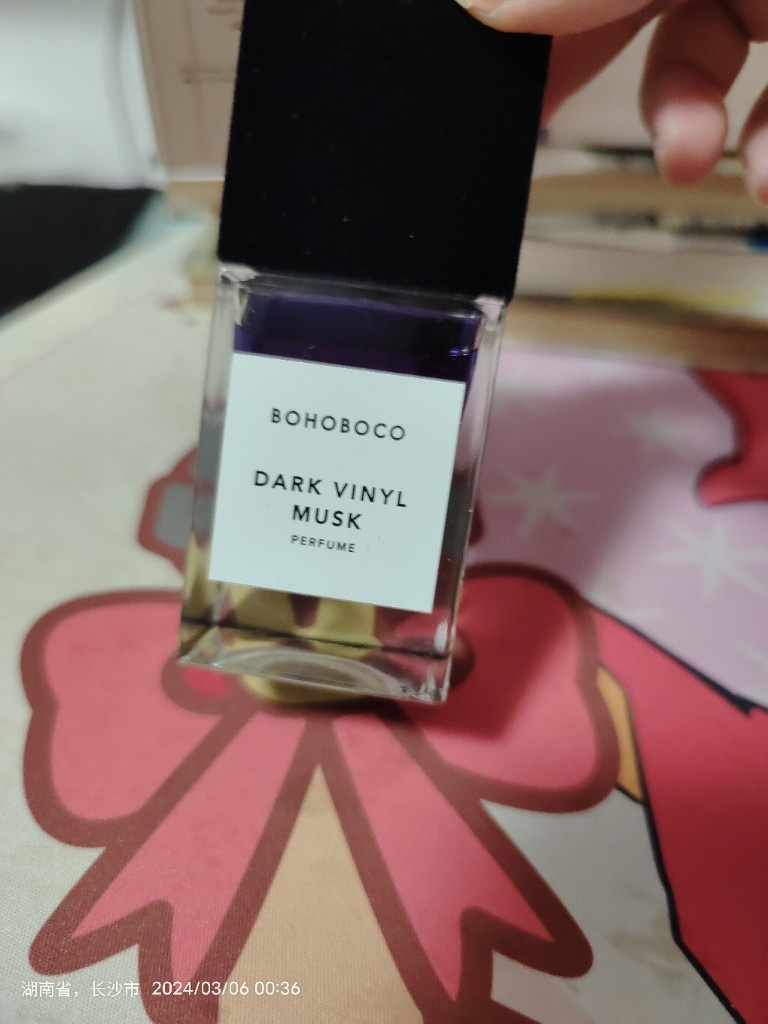 BOHOBOCO
DARK VINYL
MUSK
PERFUME
湖南省，长沙市 2024/03/06 00:36